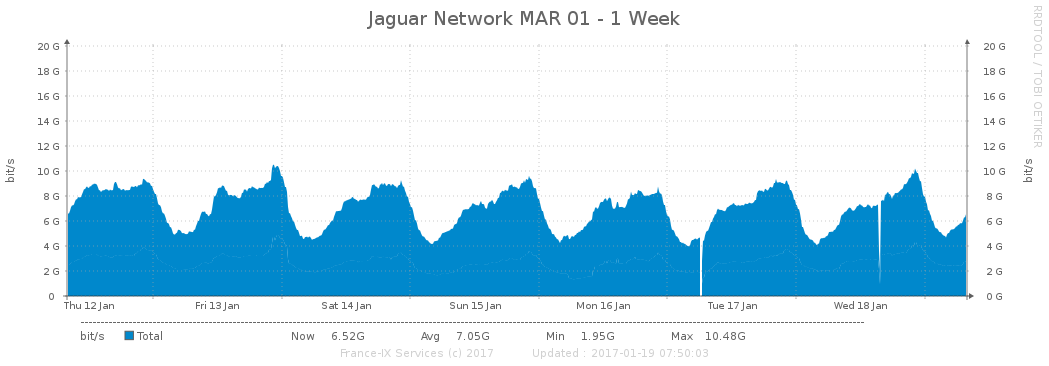 Jaguar Network MAR 01 - 1 Week
RRDTOOL / TOBI OETIKER
20 G 20 G
18 G 18 G
16 G 16 G
14 G 14 G
12 G 12 G
10 G 10 G
8 G 8 G
6 G 6 G
4 G 4 G
2 G 2 G
0 0 G
bit/s bit/s
Thu 12 Jan Fri 13 Jan Sat 14 Jan Sun 15 Jan Mon 16 Jan Tue 17 Jan Wed 18 Jan
bit/s Total Now 6.52G Avg 7.05G Min 1.95G Max 10.48G
France-IX Services (c) 2017 Updated : 2017-01-19 07:50:03